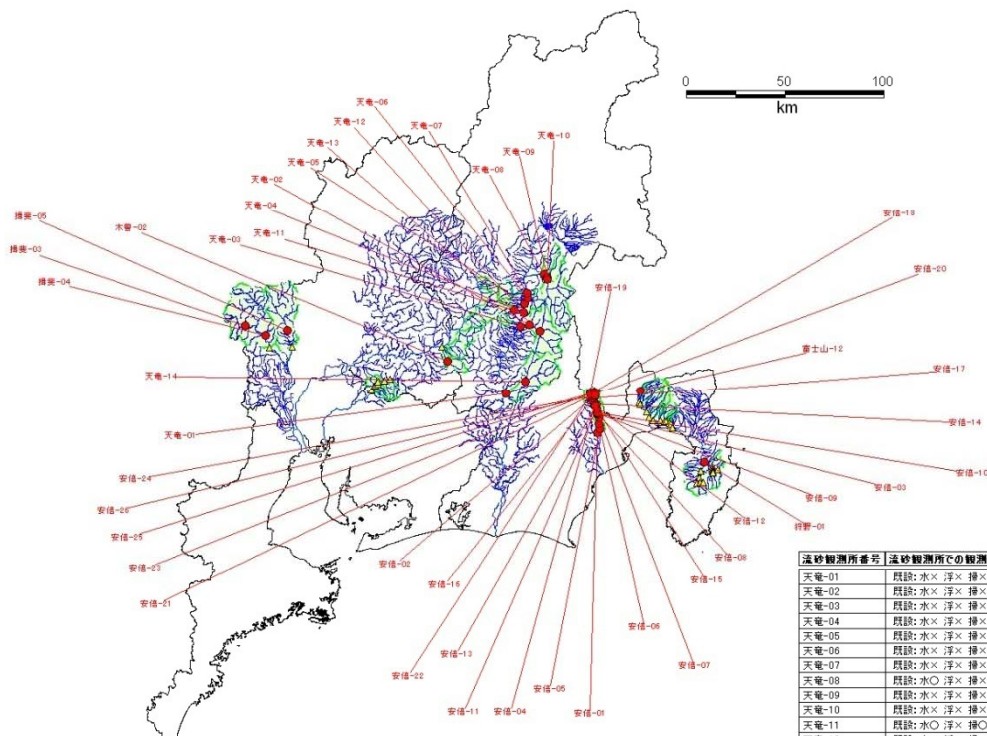 0 50 100
km
天竜-06
天竜-12
天竜-07
天竜-10
天竜-13
天竜-09
天竜-05
天竜-08
天竜-02
天竜-04
天竜-11
天竜-03
木曽-02
揖斐-05
揖斐-03
揖斐-04
安倍-19
安倍-20
安倍-19
富士山-12
安倍-17
安倍-14
安倍-10
天竜-14
天竜-01
安倍-24
安倍-26
安倍-25
安倍-23
安倍-21
安倍-02
安倍-16
安倍-13
安倍-22
安倍-11
安倍-04
安倍-05
安倍-01
安倍-07
安倍-06
安倍-15
安倍-08
安倍-12
狩野-01
安倍-09
安倍-03
流砂観測所番号 流砂観測所での観測
天竜-01 既設:水× 浮× 掃×
天竜-02 既設:水× 浮× 掃×
天竜-03 既設:水× 浮× 掃×
天竜-04 既設:水× 浮× 掃×
天竜-05 既設:水× 浮× 掃×
天竜-06 既設:水× 浮× 掃×
天竜-07 既設:水× 浮× 掃×
天竜-08 既設:水○ 浮× 掃×
天竜-09 既設:水× 浮× 掃×
天竜-10 既設:水× 浮× 掃×
天竜-11 既設:水○ 浮× 掃○